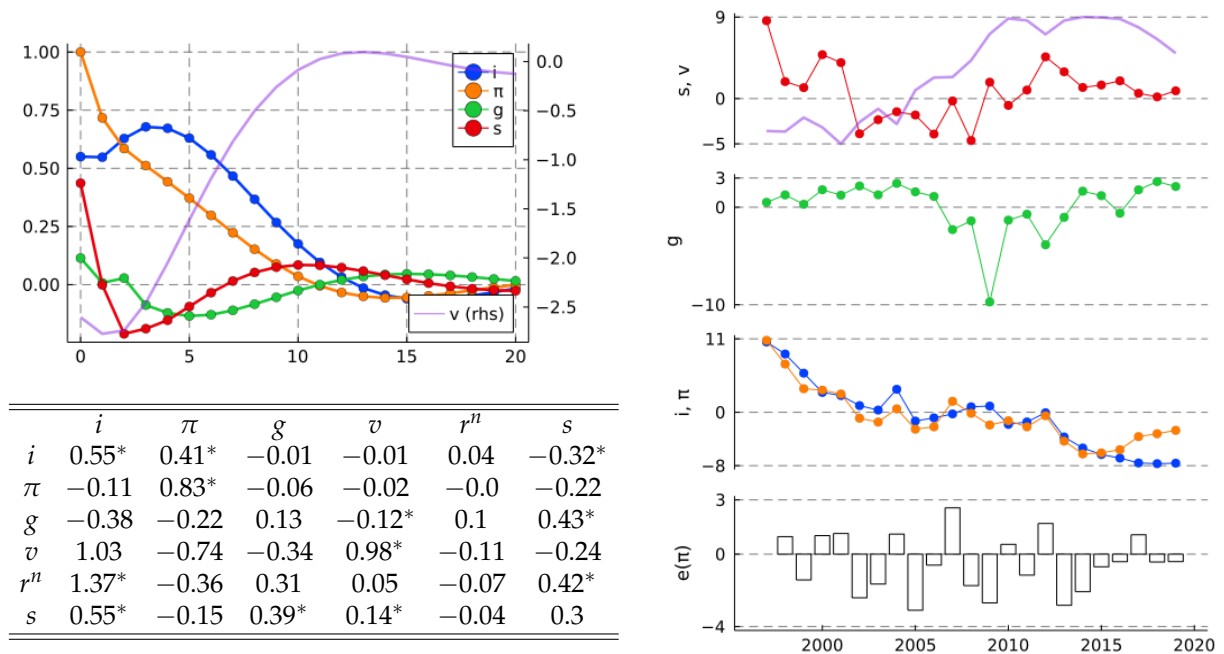 1.00
0.75
0.50
0.25
0.00
0.0
−0.5
−1.0
−1.5
−2.0
−2.5
i
π
g
s
v (rhs)
0 5 10 15 20
i π g v rⁿ s
i 0.55* 0.41* −0.01 −0.01 0.04 −0.32*
π −0.11 0.83* −0.06 −0.02 −0.0 −0.22
g −0.38 −0.22 0.13 −0.12* 0.1 0.43*
v 1.03 −0.74 −0.34 0.98* −0.11 −0.24
rⁿ 1.37* −0.36 0.31 0.05 −0.07 0.42*
s 0.55* −0.15 0.39* 0.14* −0.04 0.3
s, v
9
0
−5
g
3
0
−10
i, π
11
0
−8
e(π)
3
0
−4
2000 2005 2010 2015 2020